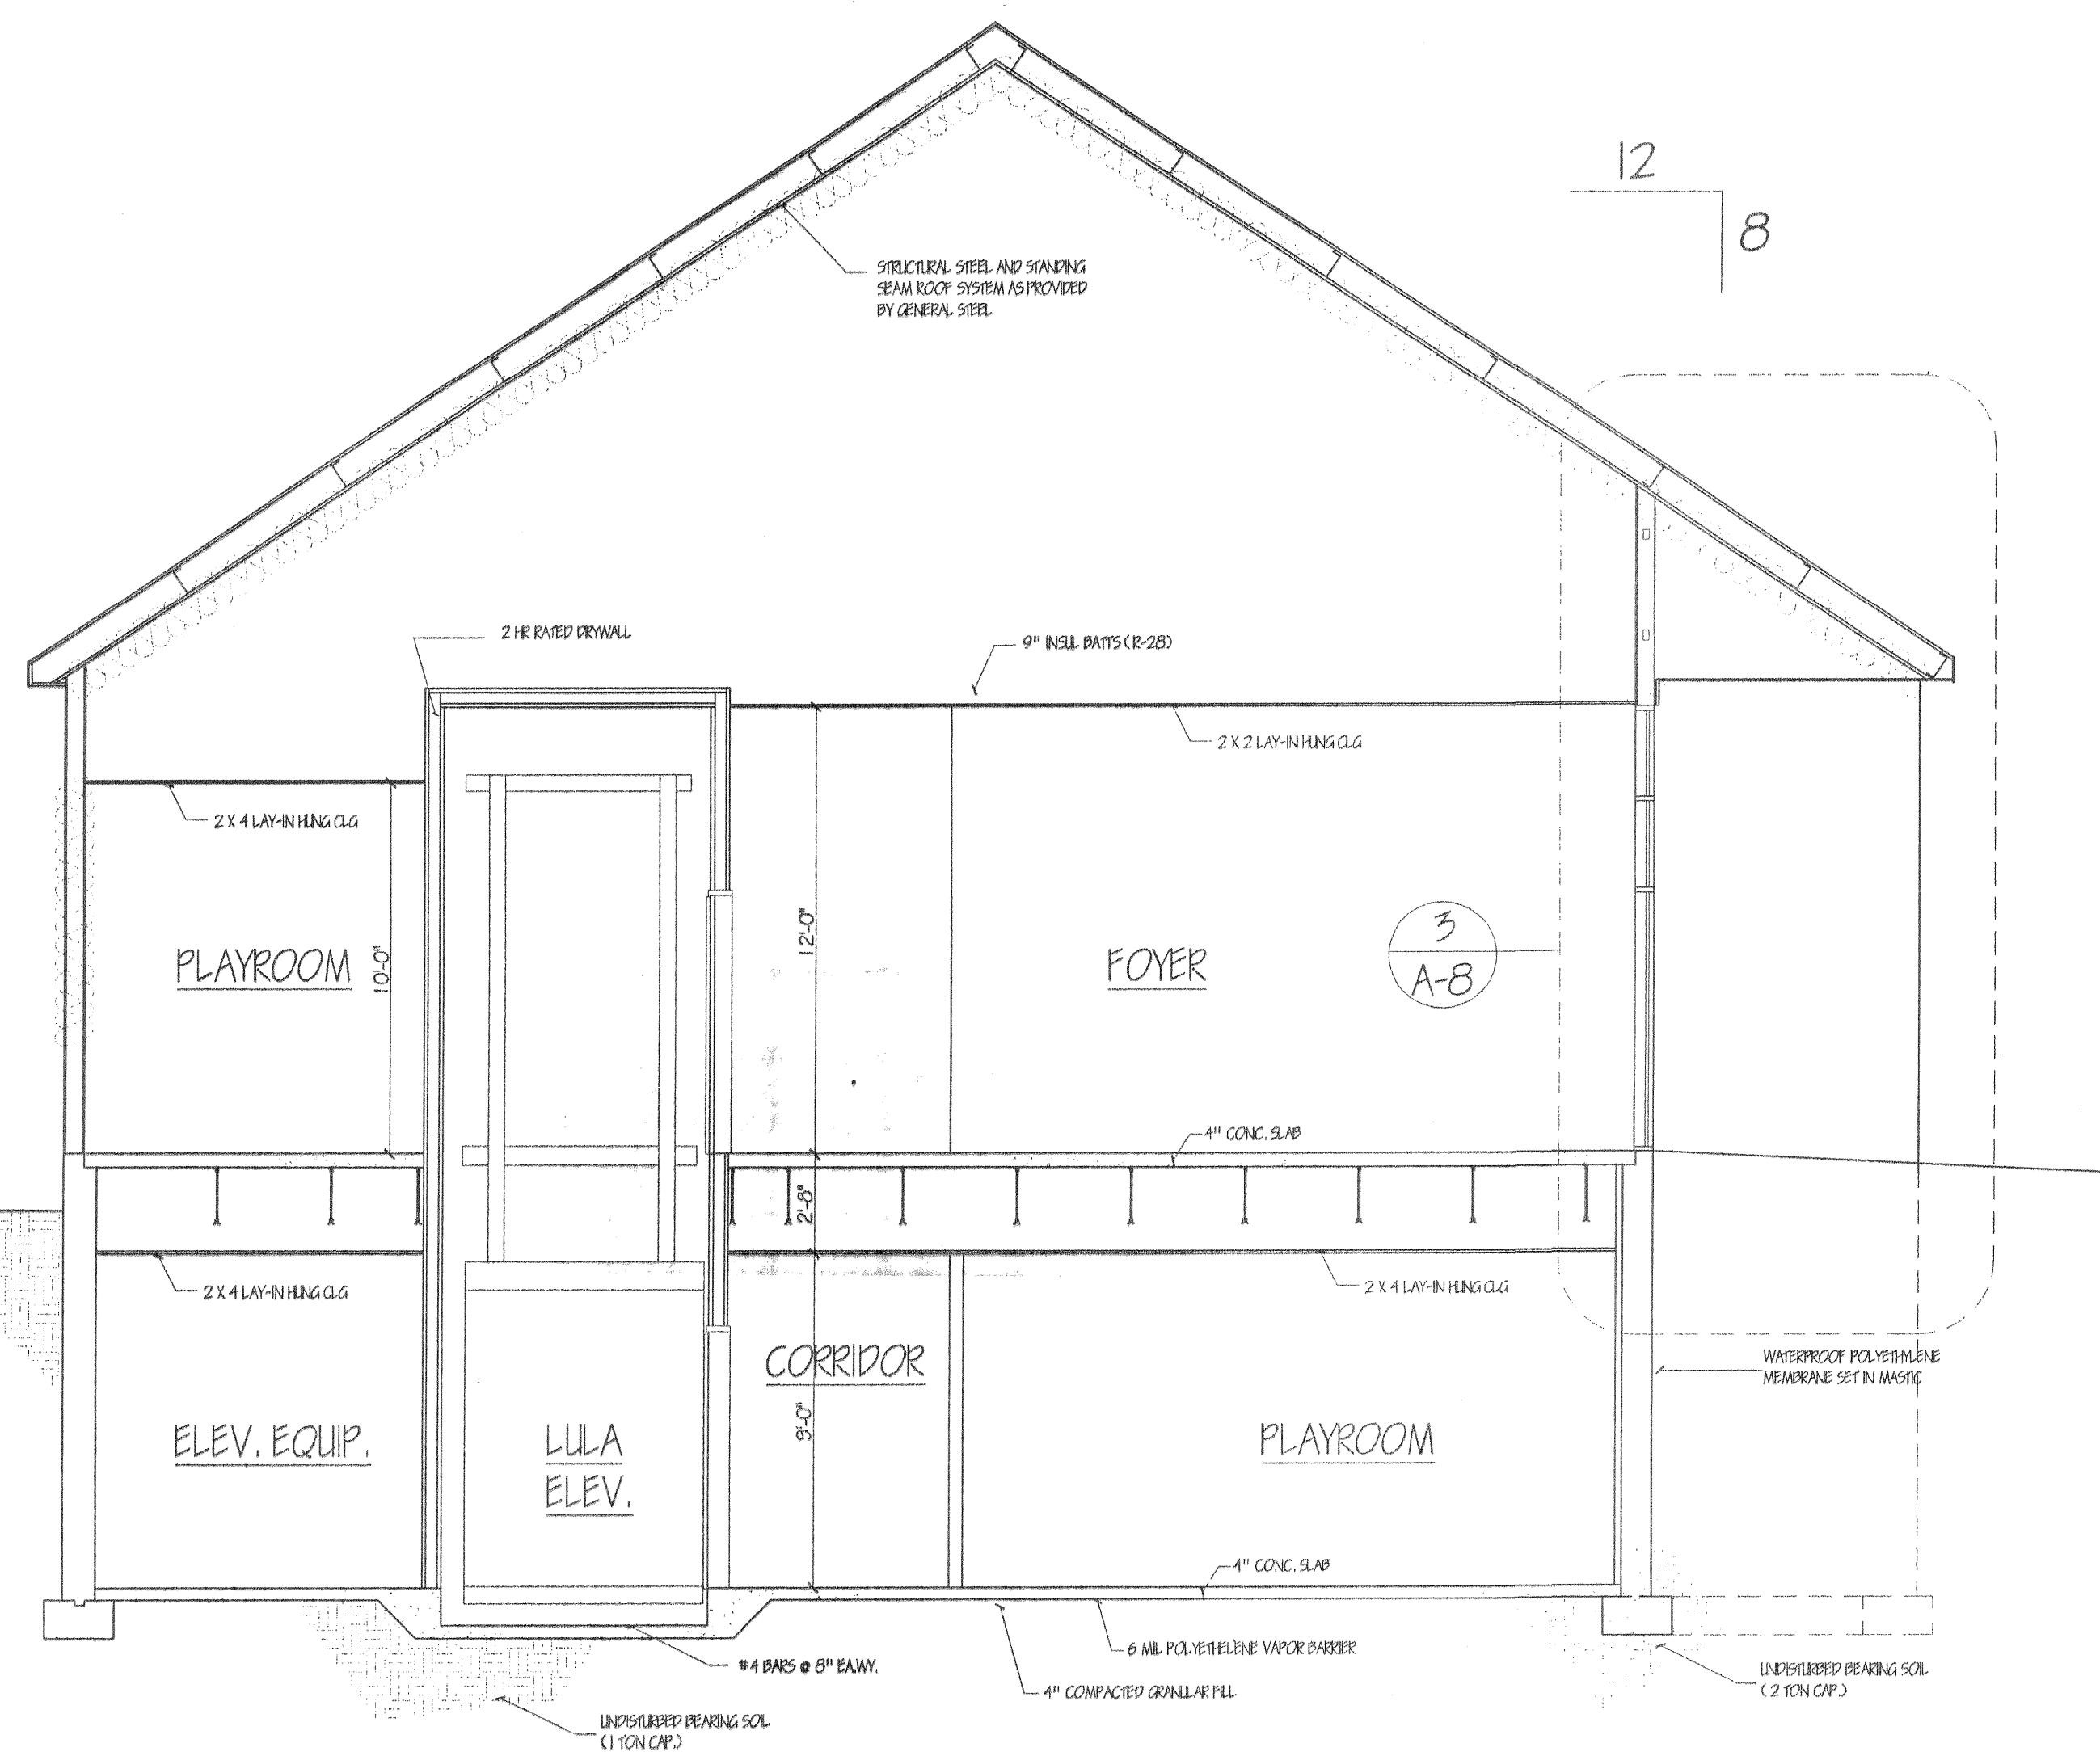 12
8
STRUCTURAL STEEL AND STANDING
SEAM ROOF SYSTEM AS PROVIDED
BY GENERAL STEEL
2 HR RATED DRYWALL
9" INSUL BATTS (R-28)
2 X 2 LAY-IN HUNG CLG
2 X 4 LAY-IN HUNG CLG
PLAYROOM
10'-0"
12'-0"
FOYER
3
A-8
4" CONC. SLAB
2'-8"
2 X 4 LAY-IN HUNG CLG
2 X 4 LAY-IN HUNG CLG
CORRIDOR
WATERPROOF POLYETHYLENE
MEMBRANE SET IN MASTIC
9'-0"
ELEV. EQUIP.
LULA
ELEV.
PLAYROOM
4" CONC. SLAB
6 MIL POLYETHELENE VAPOR BARRIER
#4 BARS @ 8" EA.WY.
4" COMPACTED GRANULAR FILL
UNDISTURBED BEARING SOIL
(2 TON CAP.)
UNDISTURBED BEARING SOIL
(1 TON CAP.)